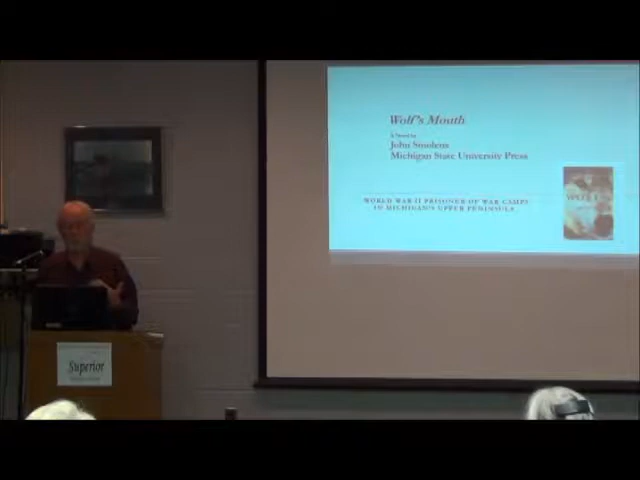 Wolf's Mouth
A Novel by
John Smolens
Michigan State University Press
WORLD WAR II PRISONER OF WAR CAMPS
IN MICHIGAN'S UPPER PENINSULA
Superior